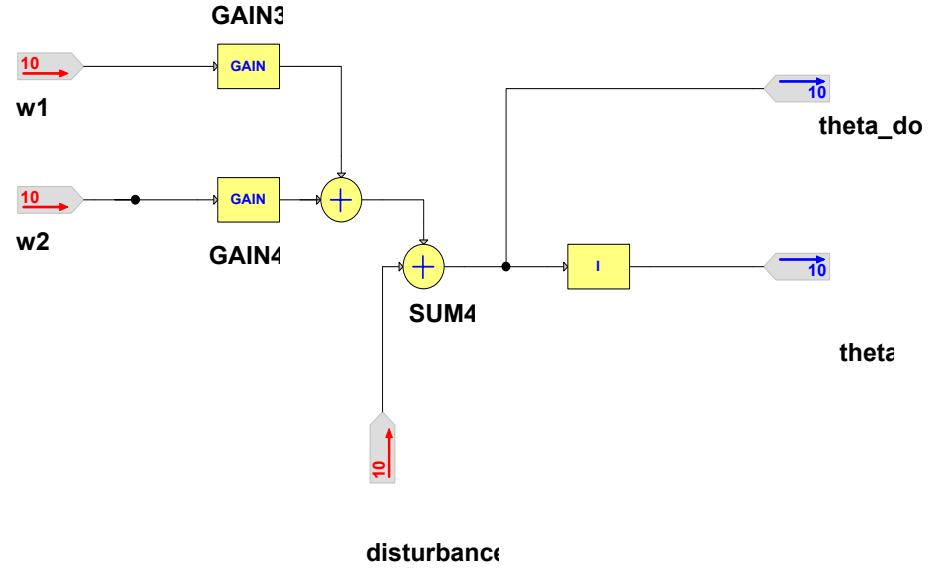 GAIN3
10
GAIN
w1
10
theta_do
10
GAIN
w2
GAIN4
I
10
SUM4
theta
10
disturbance